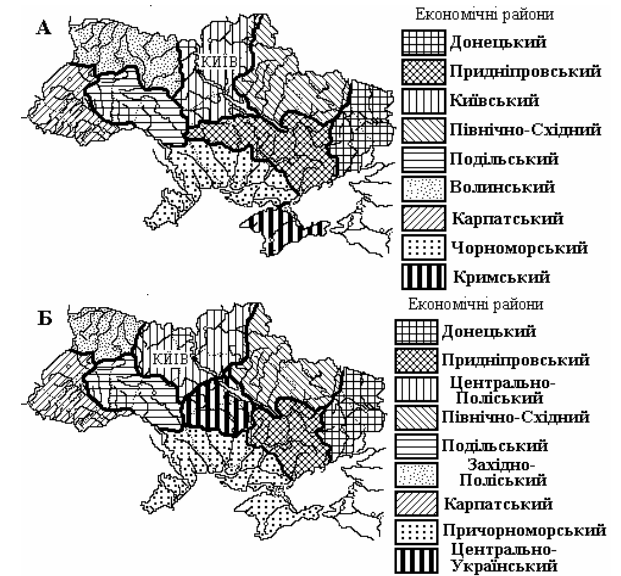 А
КИЇВ
Економічні райони
Донецький
Придніпровський
Київський
Північно-Східний
Подільський
Волинський
Карпатський
Чорноморський
Кримський
Б
КИЇВ
Економічні райони
Донецький
Придніпровський
Центрально-
Поліський
Північно-Східний
Подільський
Західно-
Поліський
Карпатський
Причорноморський
Центрально-
Український